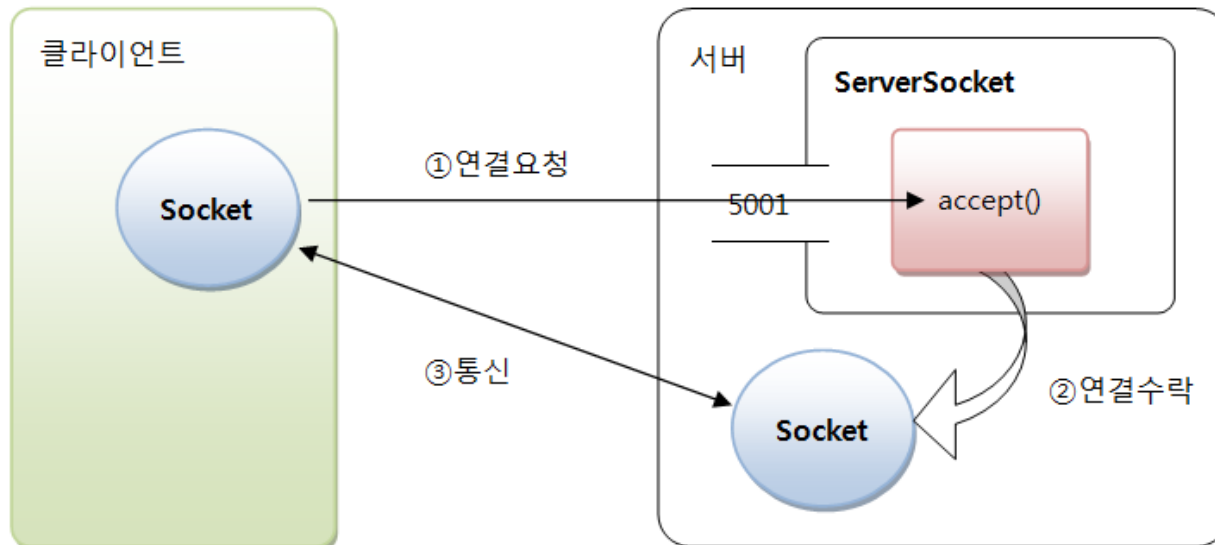 클라이언트
서버
ServerSocket
①연결요청
Socket
5001
accept()
③통신
②연결수락
Socket